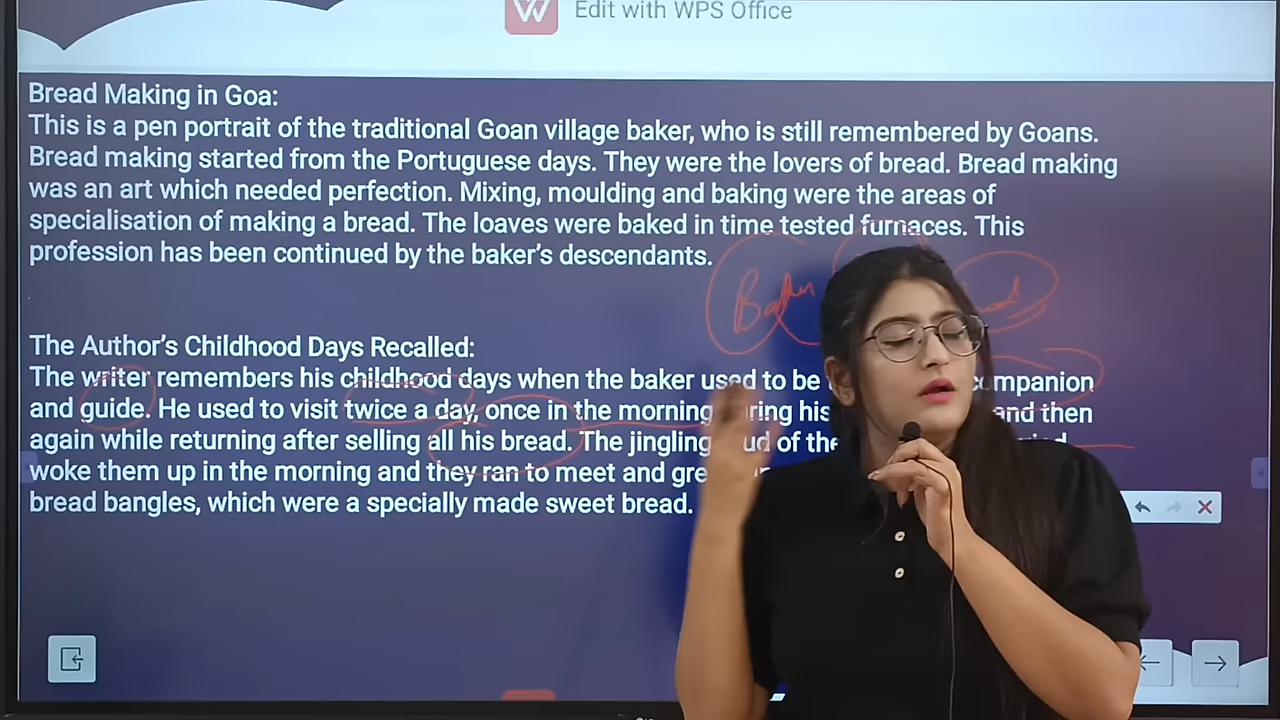 Edit with WPS Office
Bread Making in Goa:
This is a pen portrait of the traditional Goan village baker, who is still remembered by Goans.
Bread making started from the Portuguese days. They were the lovers of bread. Bread making
was an art which needed perfection. Mixing, moulding and baking were the areas of
specialisation of making a bread. The loaves were baked in time tested furnaces. This
profession has been continued by the baker's descendants.
Baker
The Author's Childhood Days Recalled:
The writer remembers his childhood days when the baker used to be companion
and guide. He used to visit twice a day, once in the morning his and then
again while returning after selling all his bread. The jingling of the
woke them up in the morning and they ran to meet and
bread bangles, which were a specially made sweet bread.